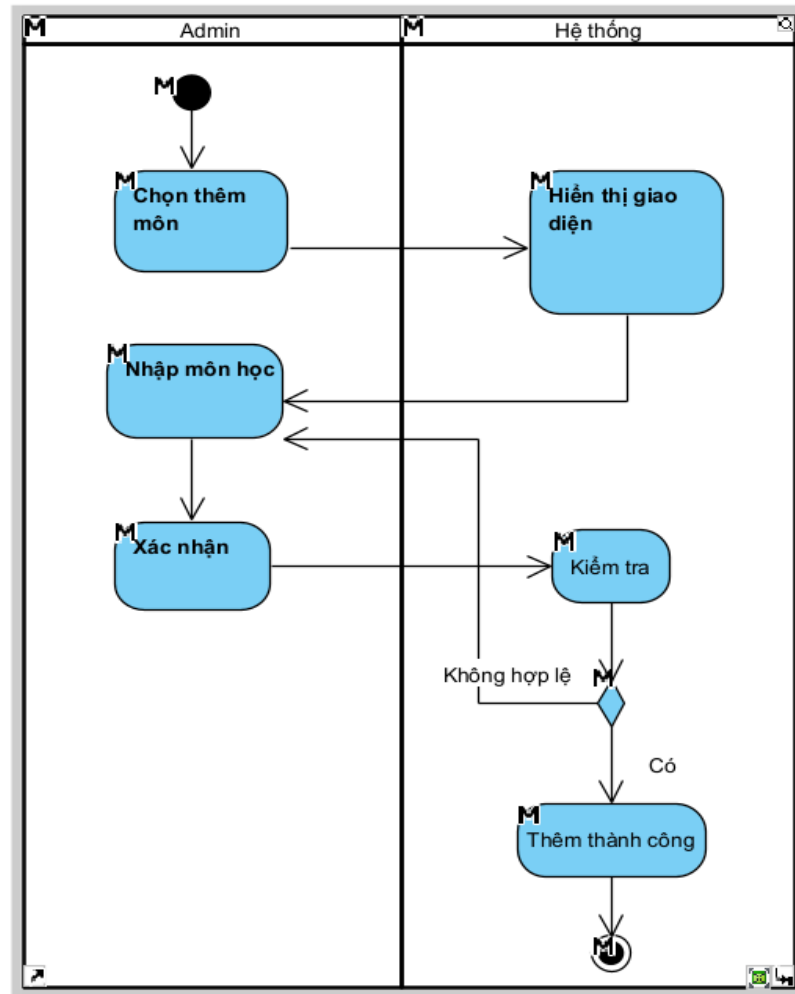 Admin
Hệ thống
Chọn thêm
môn
Hiển thị giao
diện
Nhập môn học
Xác nhận
Kiểm tra
Không hợp lệ
Có
Thêm thành công